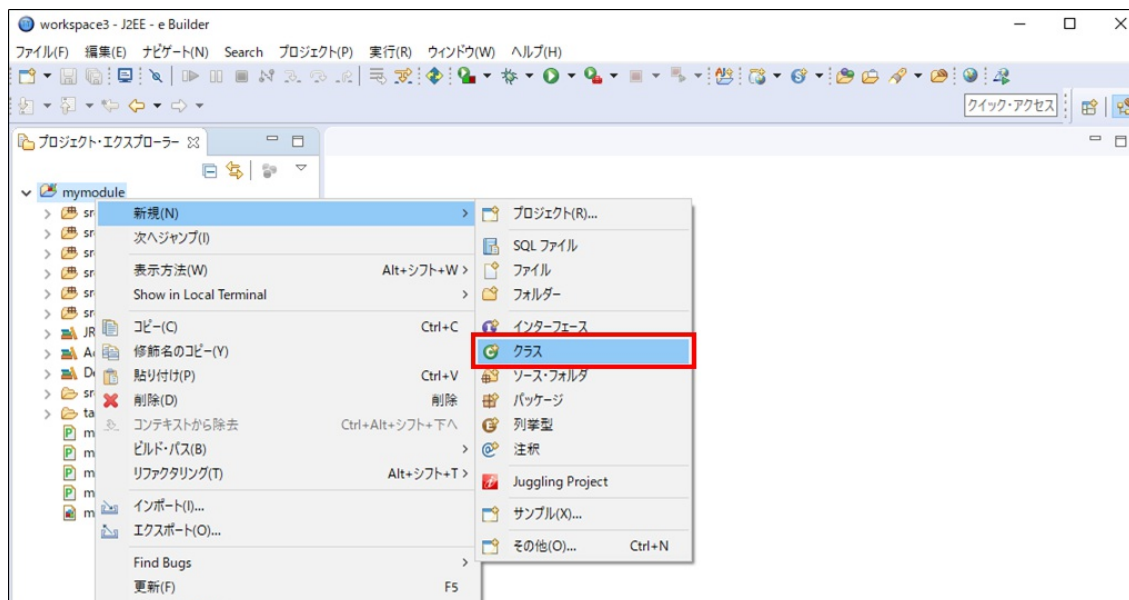 workspace3 - J2EE - e Builder
ファイル(F) 編集(E) ナビゲート(N) Search プロジェクト(P) 実行(R) ウィンドウ(W) ヘルプ(H)
クイック・アクセス
プロジェクト・エクスプローラー
mymodule
sr
sr
sr
sr
sr
sr
JR
A
D
sr
ta
m
m
m
m
m
新規(N)
次へジャンプ(I)
表示方法(W) Alt+シフト+W
Show in Local Terminal
コピー(C) Ctrl+C
修飾名のコピー(Y)
貼り付け(P) Ctrl+V
削除(D) 削除
コンテキストから除去 Ctrl+Alt+シフト+下へ
ビルド・パス(B)
リファクタリング(T) Alt+シフト+T
インポート(I)...
エクスポート(O)...
Find Bugs
更新(F) F5
プロジェクト(R)...
SQL ファイル
ファイル
フォルダー
インターフェース
クラス
ソース・フォルダ
パッケージ
列挙型
注釈
Juggling Project
サンプル(X)...
その他(O)... Ctrl+N